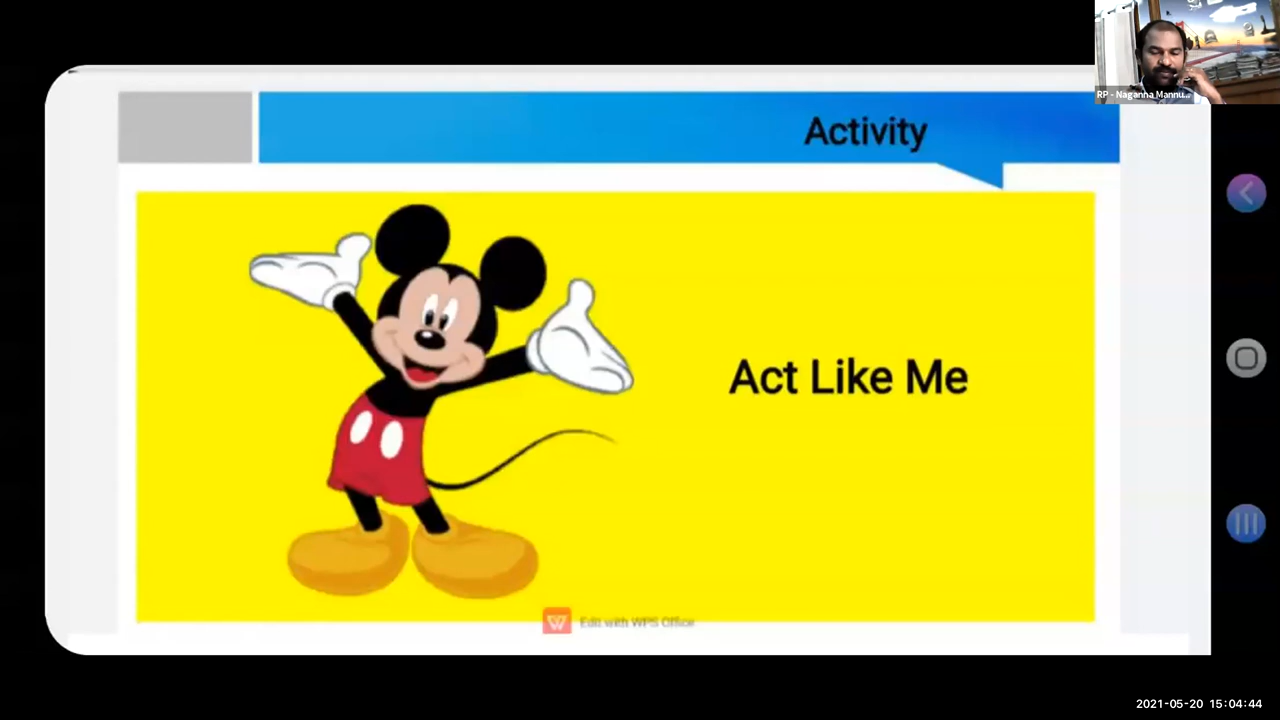 RP - Naganna Mannu...
Activity
Act Like Me
Edit with WPS Office
2021-05-20 15:04:44